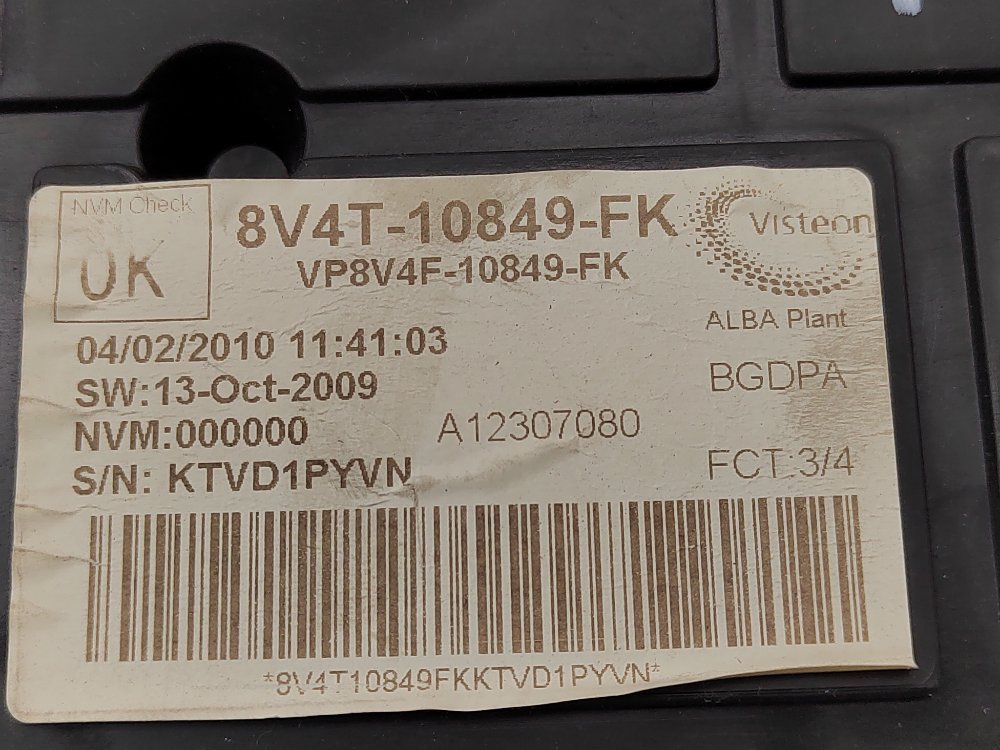 NVM Check
OK
8V4T-10849-FK
VP8V4F-10849-FK
Visteon
ALBA Plant
04/02/2010 11:41:03
SW:13-Oct-2009
BGDPA
NVM:000000
A12307080
S/N: KTVD1PYVN
FCT:3/4
*8V4T10849FKKTVD1PYVN*